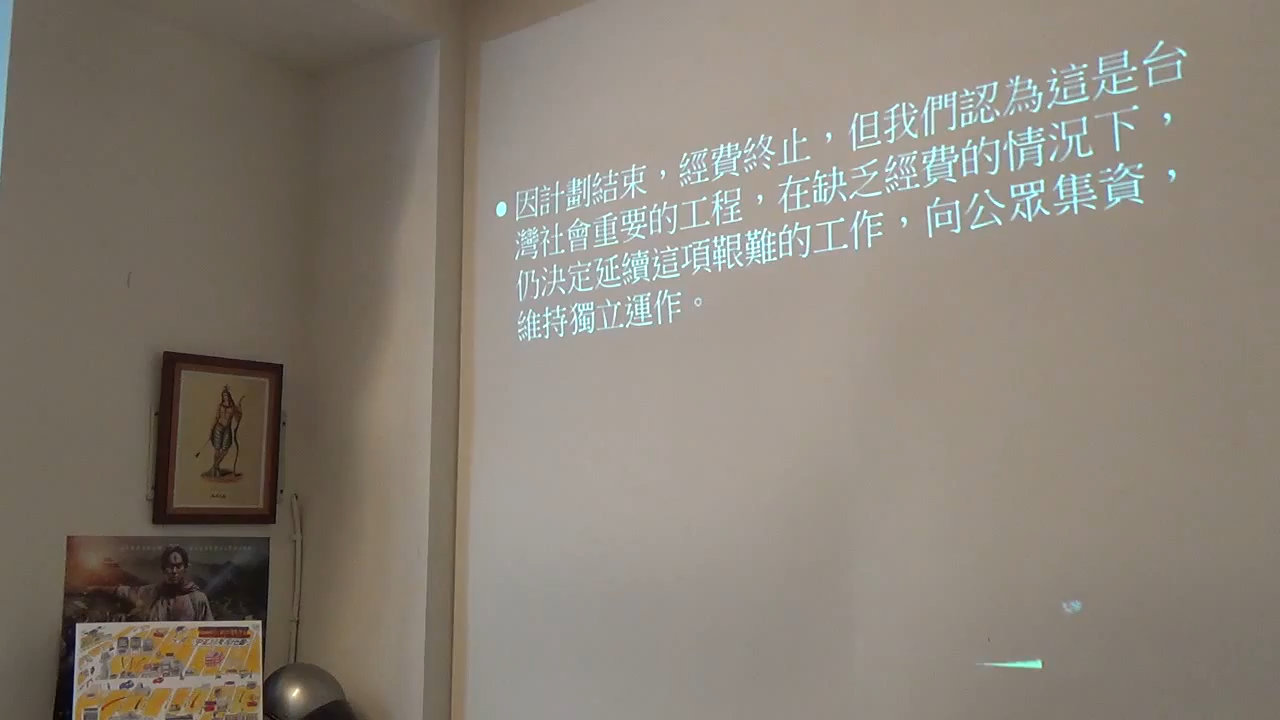 •因計劃結束，經費終止，但我們認為這是台
灣社會重要的工程，在缺乏經費的情況下，
仍決定延續這項艱難的工作，向公眾集資，
維持獨立運作。